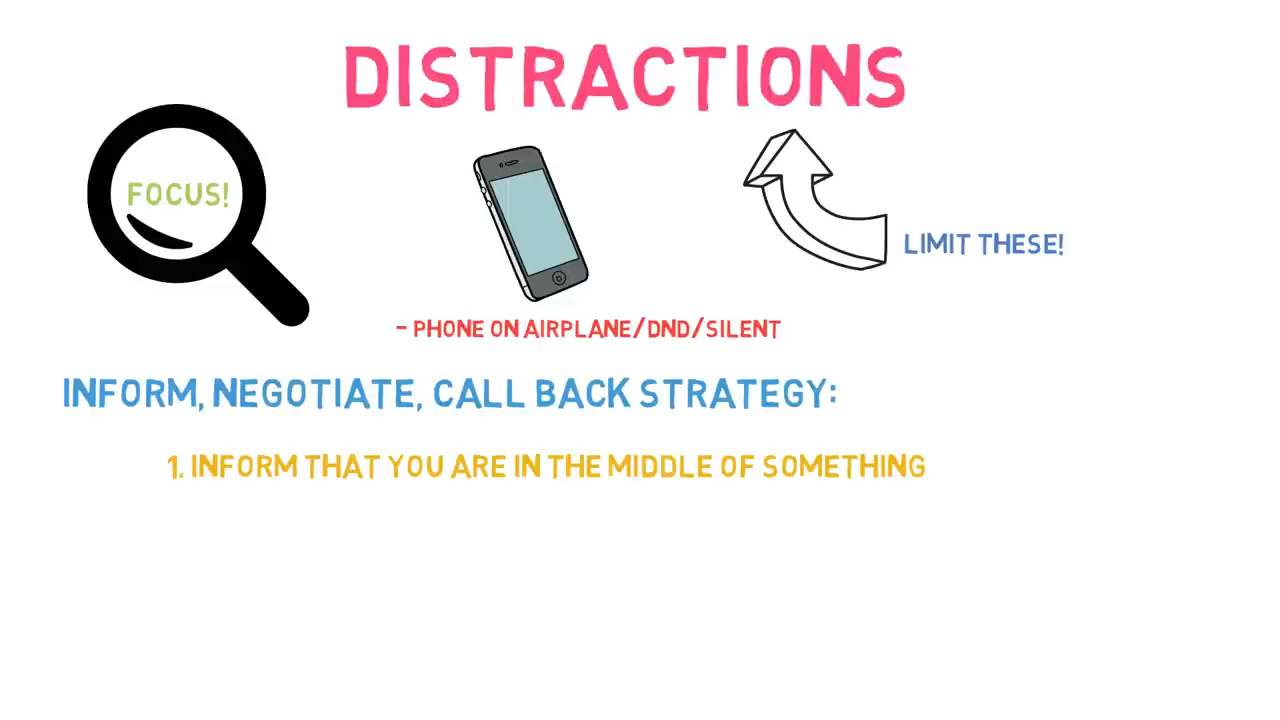 DISTRACTIONS
FOCUS!
LIMIT THESE!
- PHONE ON AIRPLANE/DND/SILENT
INFORM, NEGOTIATE, CALL BACK STRATEGY:
1. INFORM THAT YOU ARE IN THE MIDDLE OF SOMETHING